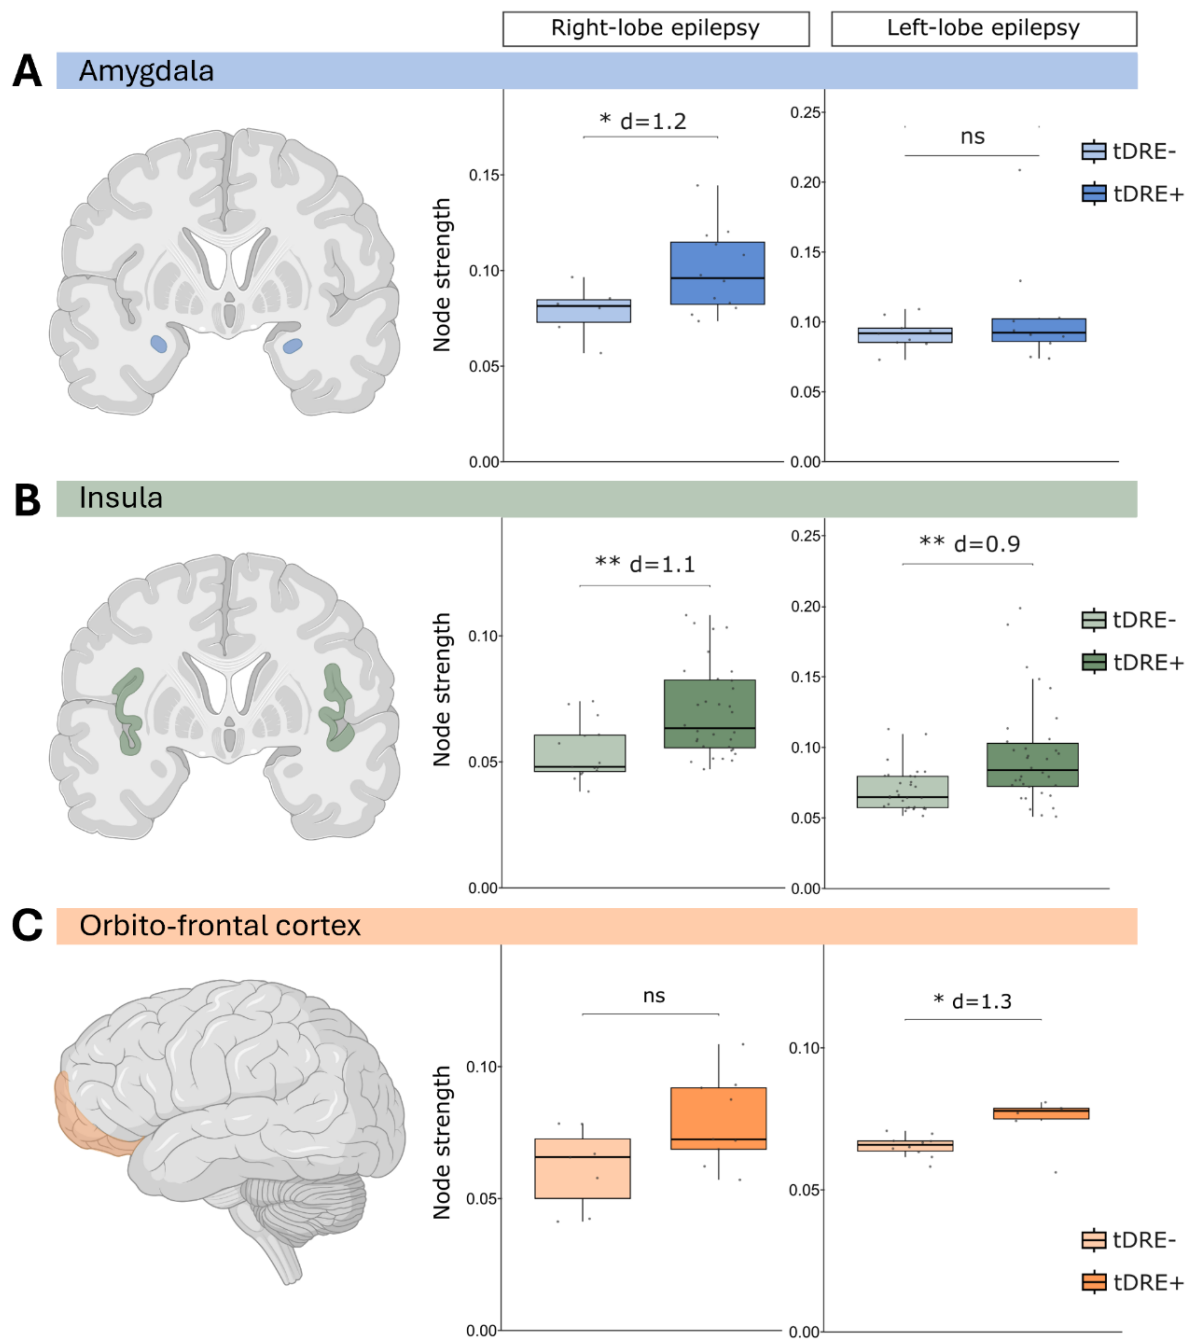 Right-lobe epilepsy
Left-lobe epilepsy
A Amygdala
* d=1.2
ns
Node strength
0.15
0.10
0.05
0.00
0.25
0.20
0.15
0.10
0.05
0.00
tDRE-
tDRE+
B Insula
** d=1.1
** d=0.9
Node strength
0.10
0.05
0.00
0.25
0.20
0.15
0.10
0.05
0.00
tDRE-
tDRE+
C Orbito-frontal cortex
ns
* d=1.3
Node strength
0.10
0.05
0.00
0.10
0.05
0.00
tDRE-
tDRE+